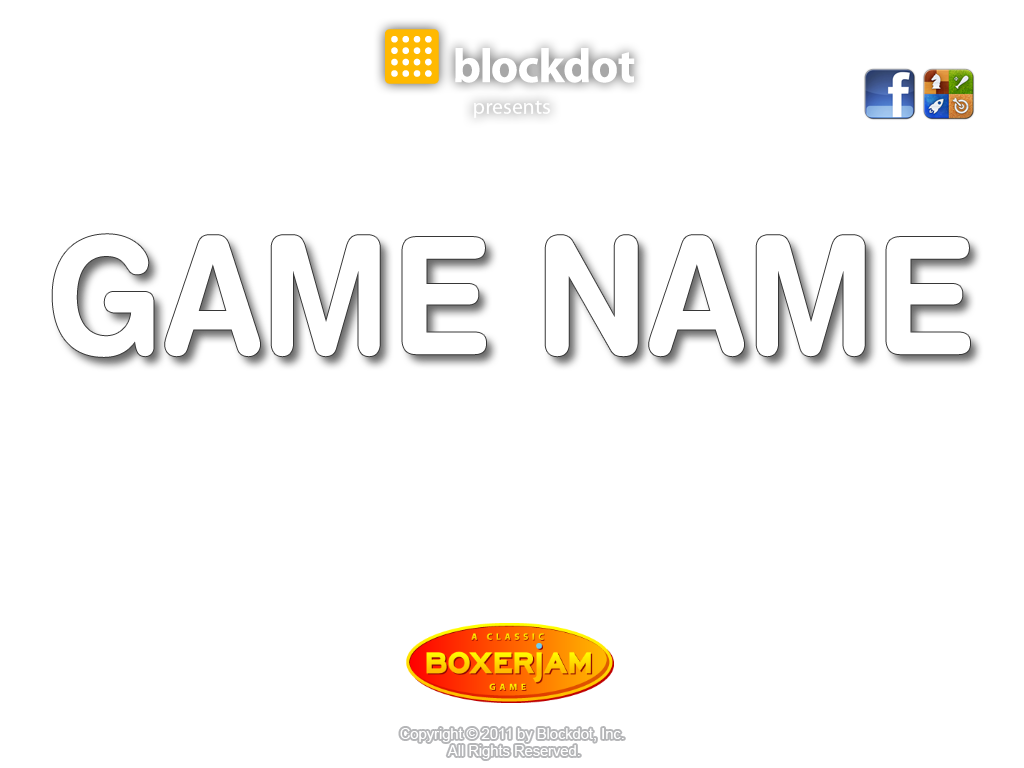 blockdot
presents
f
GAME NAME
A CLASSIC
BOXERJAM
GAME
Copyright © 2011 by Blockdot, Inc.
All Rights Reserved.